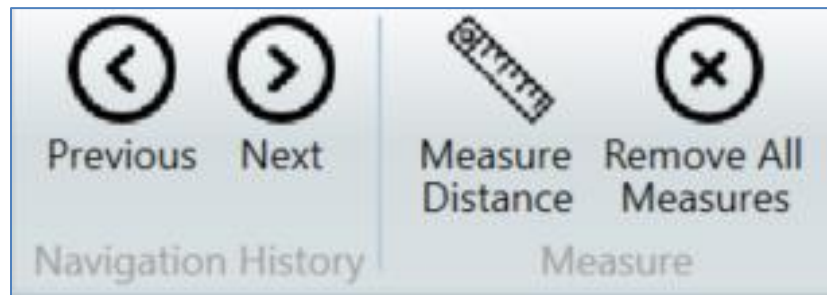 Previous Next Measure Remove All
Distance Measures
Navigation History Measure